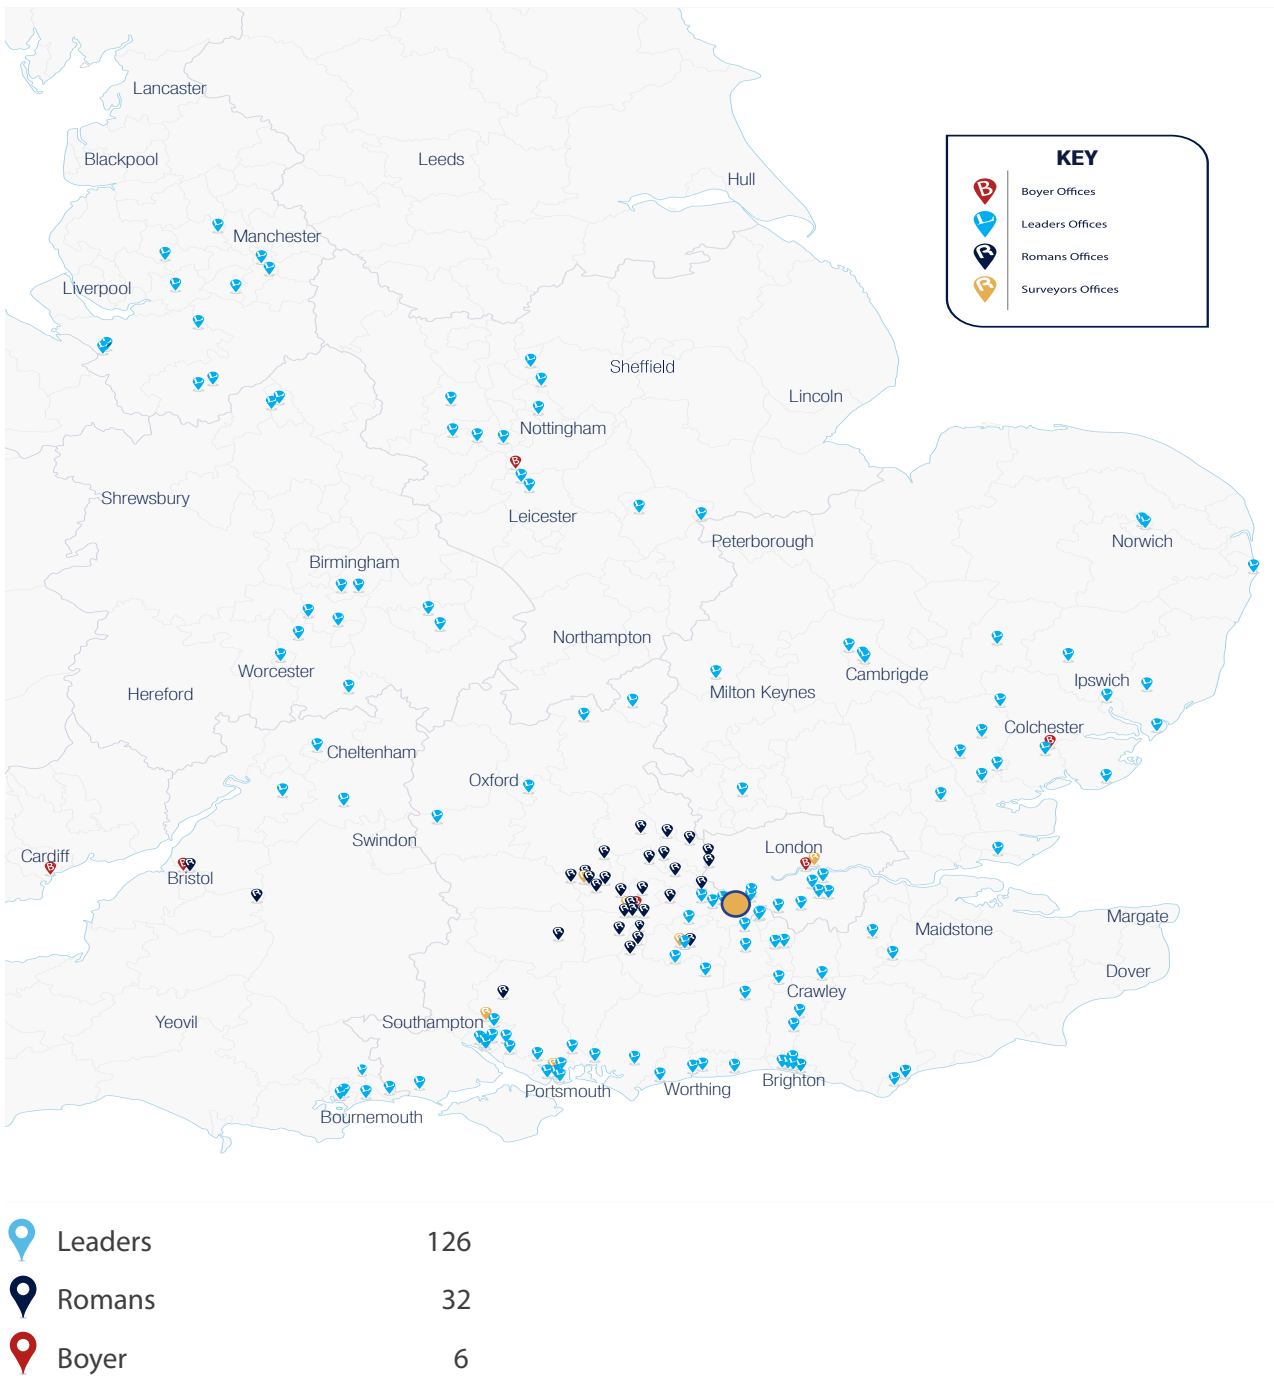 Lancaster
Blackpool
Leeds
Hull
KEY
B
Boyer Offices
L
Leaders Offices
R
Romans Offices
R
Surveyors Offices
Manchester
Liverpool
Sheffield
Lincoln
Nottingham
Shrewsbury
Leicester
Peterborough
Norwich
Birmingham
Northampton
Worcester
Hereford
Milton Keynes
Cambrigde
Ipswich
Colchester
Cheltenham
Oxford
Swindon
London
Cardiff
Bristol
Margate
Maidstone
Dover
Crawley
Yeovil
Southampton
Portsmouth
Worthing
Brighton
Bournemouth
Leaders 126
Romans 32
Boyer 6